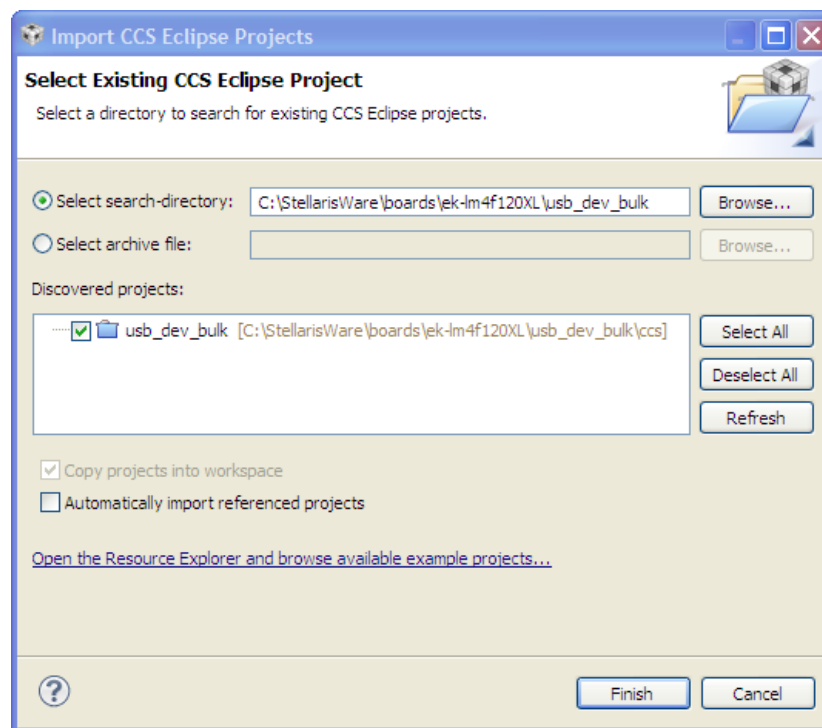 Import CCS Eclipse Projects
Select Existing CCS Eclipse Project
Select a directory to search for existing CCS Eclipse projects.
Select search-directory: C:\StellarisWare\boards\ek-lm4f120XL\usb_dev_bulk Browse...
Select archive file: Browse...
Discovered projects:
usb_dev_bulk [C:\StellarisWare\boards\ek-lm4f120XL\usb_dev_bulk\ccs] Select All
Deselect All
Refresh
Copy projects into workspace
Automatically import referenced projects
Open the Resource Explorer and browse available example projects...
? Finish Cancel